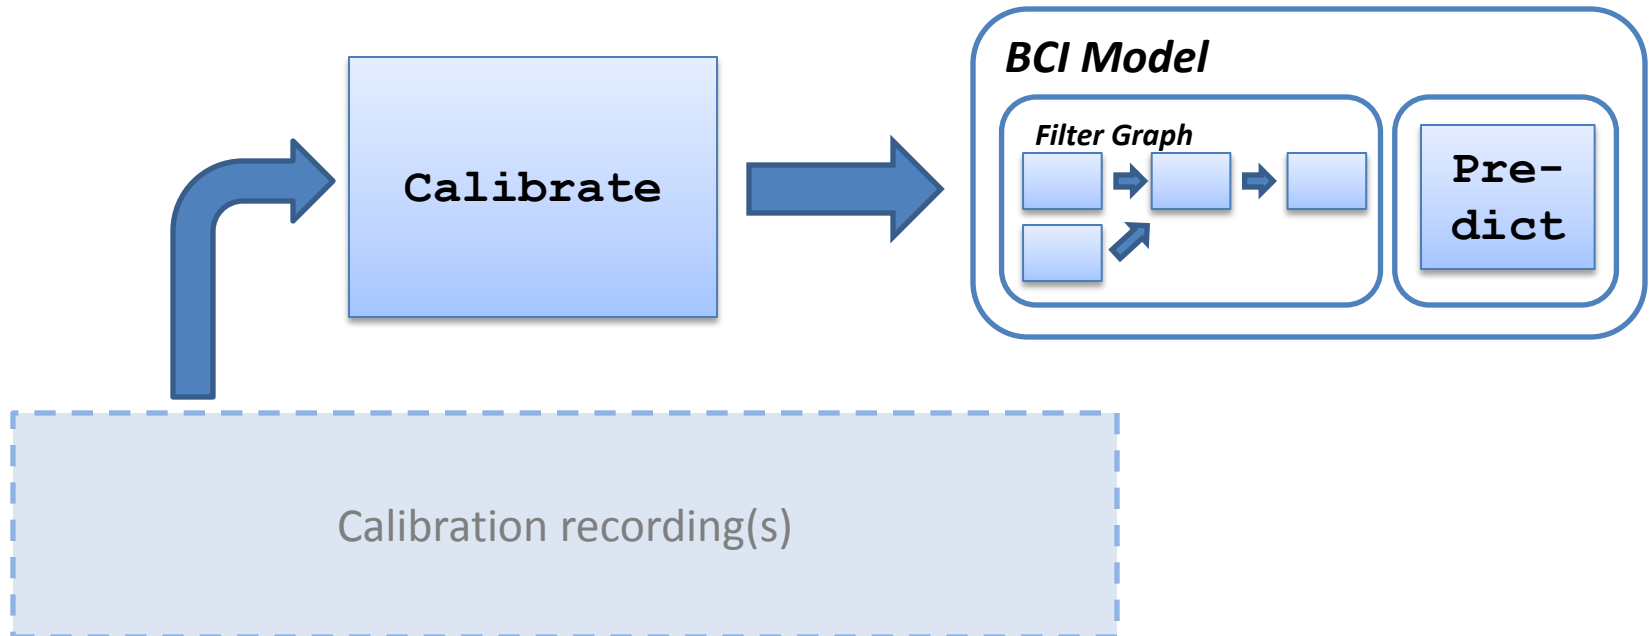 BCI Model
Filter Graph
Calibrate
Pre-
dict
Calibration recording(s)